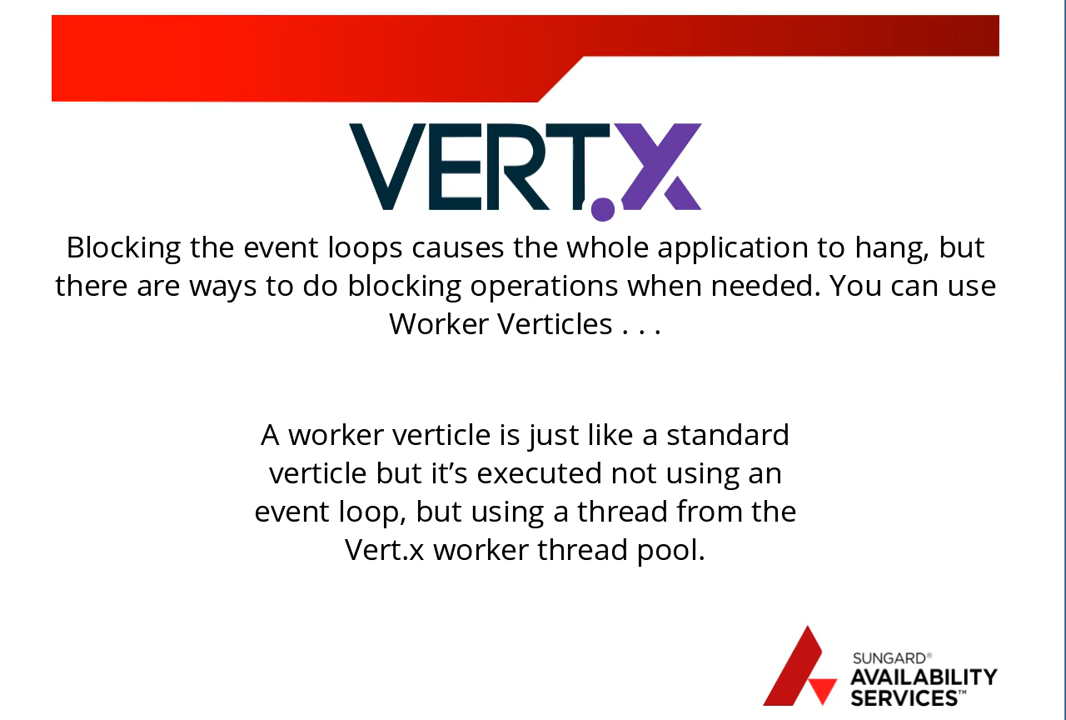 VERT.X
Blocking the event loops causes the whole application to hang, but
there are ways to do blocking operations when needed. You can use
Worker Verticles . . .
A worker verticle is just like a standard
verticle but it’s executed not using an
event loop, but using a thread from the
Vert.x worker thread pool.
SUNGARD®
AVAILABILITY
SERVICES™